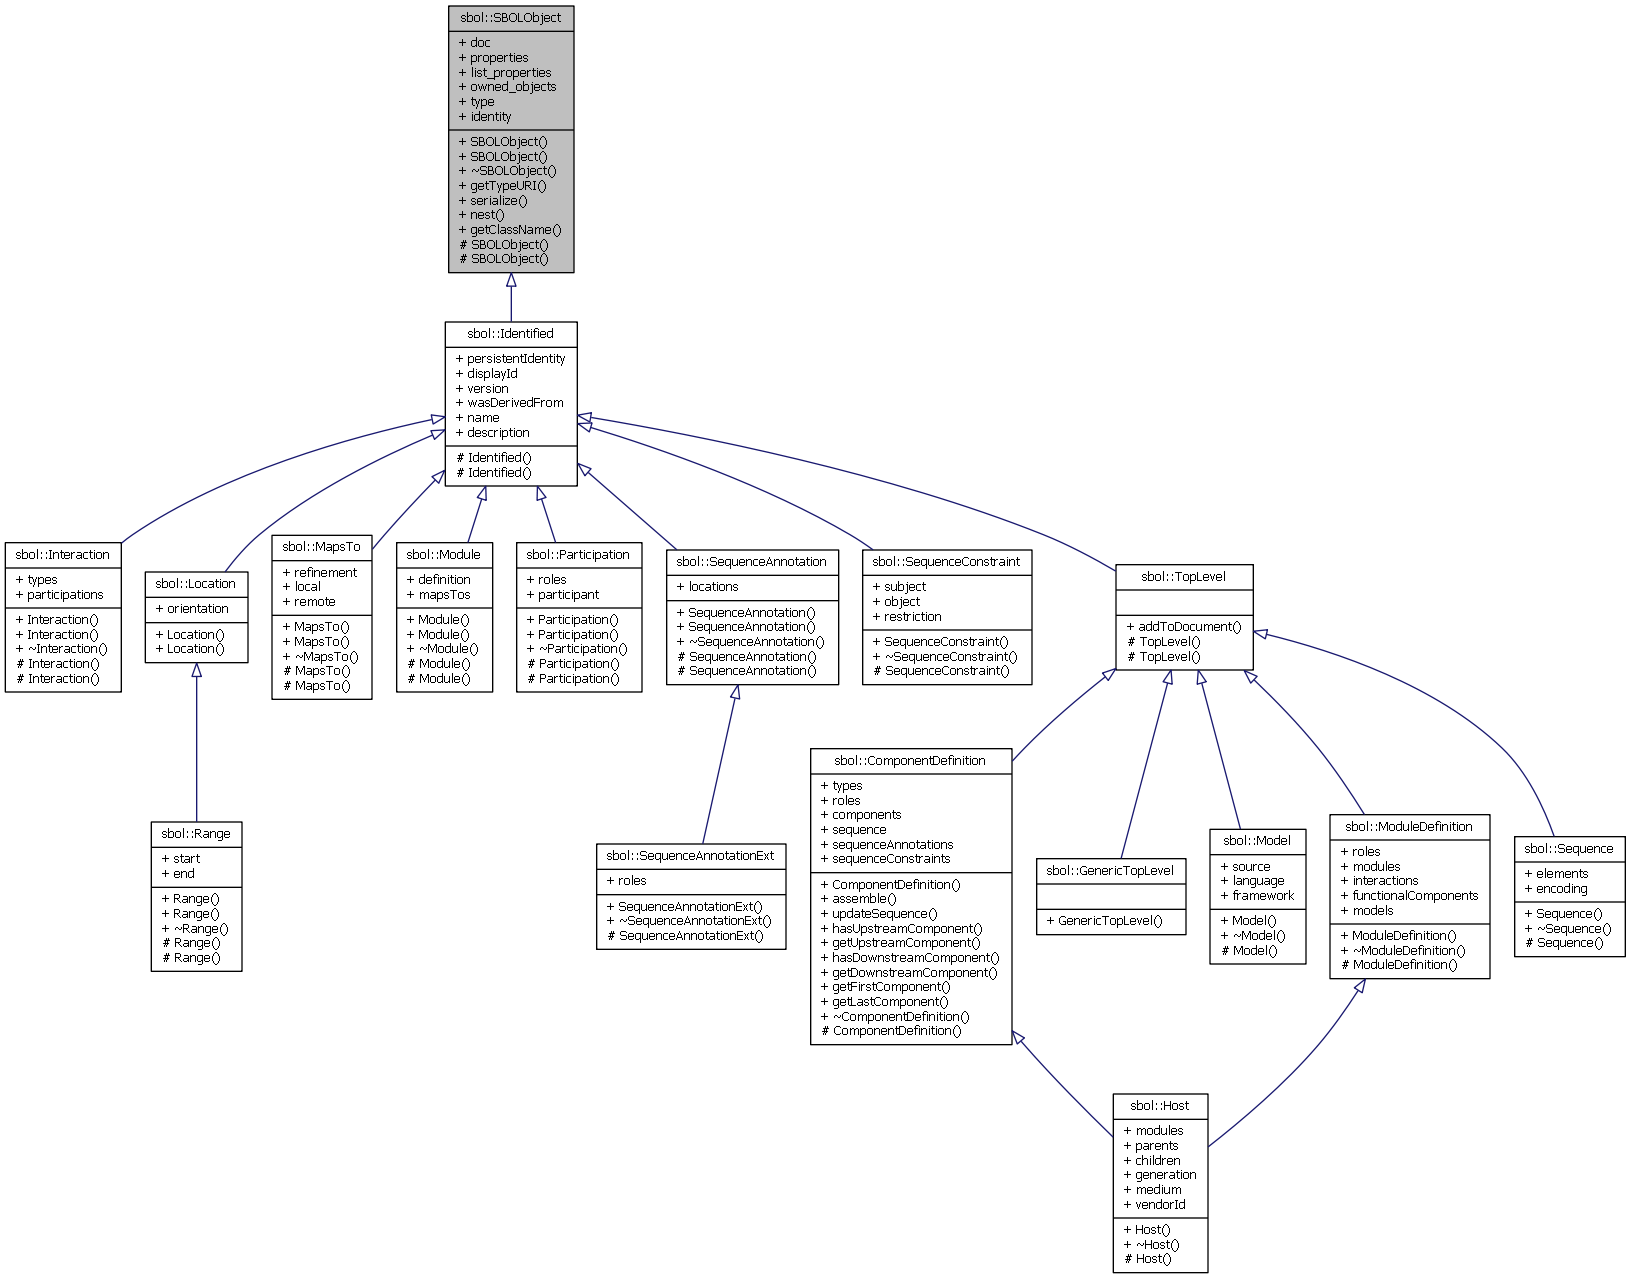 sbol::SBOLObject
+ doc
+ properties
+ list_properties
+ owned_objects
+ type
+ identity
+ SBOLObject()
+ SBOLObject()
+ ~SBOLObject()
+ getTypeURI()
+ serialize()
+ nest()
+ getClassName()
# SBOLObject()
# SBOLObject()
sbol::Identified
+ persistentIdentity
+ displayId
+ version
+ wasDerivedFrom
+ name
+ description
# Identified()
# Identified()
sbol::Interaction
+ types
+ participations
+ Interaction()
+ Interaction()
+ ~Interaction()
# Interaction()
# Interaction()
sbol::Location
+ orientation
+ Location()
+ Location()
sbol::MapsTo
+ refinement
+ local
+ remote
+ MapsTo()
+ MapsTo()
+ ~MapsTo()
# MapsTo()
# MapsTo()
sbol::Module
+ definition
+ mapsTos
+ Module()
+ Module()
+ ~Module()
# Module()
# Module()
sbol::Participation
+ roles
+ participant
+ Participation()
+ Participation()
+ ~Participation()
# Participation()
# Participation()
sbol::SequenceAnnotation
+ locations
+ SequenceAnnotation()
+ SequenceAnnotation()
+ ~SequenceAnnotation()
# SequenceAnnotation()
# SequenceAnnotation()
sbol::SequenceConstraint
+ subject
+ object
+ restriction
+ SequenceConstraint()
+ ~SequenceConstraint()
# SequenceConstraint()
sbol::TopLevel
+ addToDocument()
# TopLevel()
# TopLevel()
sbol::Range
+ start
+ end
+ Range()
+ Range()
+ ~Range()
# Range()
# Range()
sbol::SequenceAnnotationExt
+ roles
+ SequenceAnnotationExt()
+ ~SequenceAnnotationExt()
# SequenceAnnotationExt()
sbol::ComponentDefinition
+ types
+ roles
+ components
+ sequence
+ sequenceAnnotations
+ sequenceConstraints
+ ComponentDefinition()
+ assemble()
+ updateSequence()
+ hasUpstreamComponent()
+ getUpstreamComponent()
+ hasDownstreamComponent()
+ getDownstreamComponent()
+ getFirstComponent()
+ getLastComponent()
+ ~ComponentDefinition()
# ComponentDefinition()
sbol::GenericTopLevel
+ GenericTopLevel()
sbol::Model
+ source
+ language
+ framework
+ Model()
+ ~Model()
# Model()
sbol::ModuleDefinition
+ roles
+ modules
+ interactions
+ functionalComponents
+ models
+ ModuleDefinition()
+ ~ModuleDefinition()
# ModuleDefinition()
sbol::Sequence
+ elements
+ encoding
+ Sequence()
+ ~Sequence()
# Sequence()
sbol::Host
+ modules
+ parents
+ children
+ generation
+ medium
+ vendorId
+ Host()
+ ~Host()
# Host()